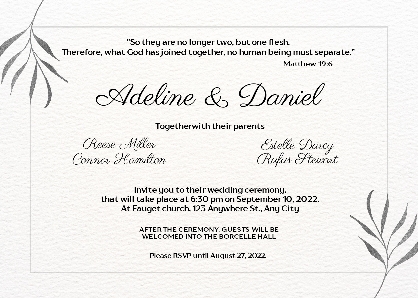 "So they are no longer two, but one flesh.
Therefore, what God has joined together, no human being must separate."
Matthew 19:6
Adeline & Daniel
Togetherwith their parents
Reese Miller
Connor Hamilton
Estelle Darcy
Rufus Stewart
Invite you to their wedding ceremony.
that will take place at 6:30 pm on September 10, 2022.
At Fauget church, 123 Anywhere St., Any City
AFTER THE CEREMONY, GUESTS WILL BE
WELCOMED INTO THE BORCELLE HALL
Please RSVP until August 27, 2022.